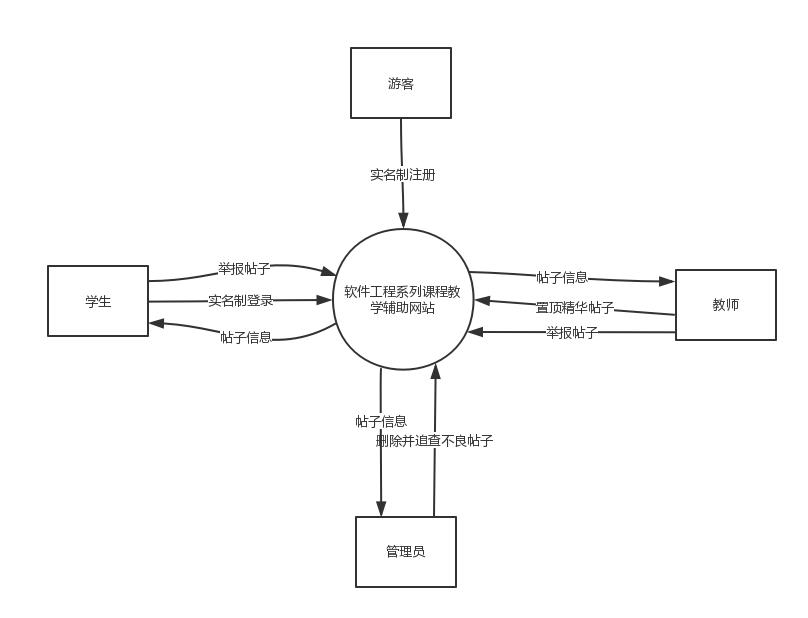 游客
实名制注册
举报帖子
帖子信息
学生
实名制登录
软件工程系列课程教
学辅助网站
置顶精华帖子
教师
帖子信息
举报帖子
帖子信息
删除并追查不良帖子
管理员